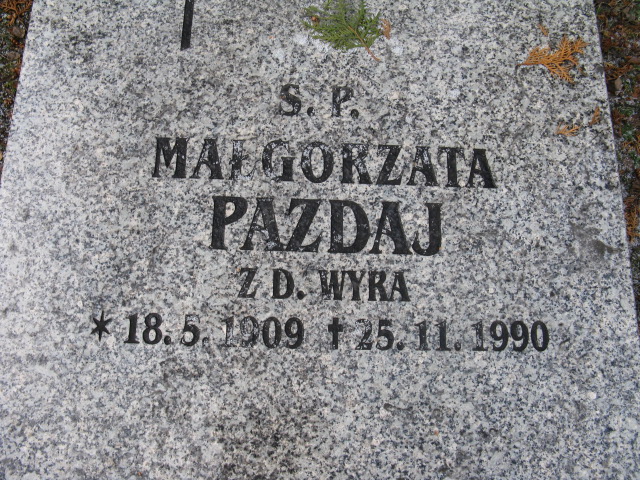 S. P.
MAŁGORZATA
PAZDAJ
Z D. WYRA
* 18.5.1909 † 25.11.1990